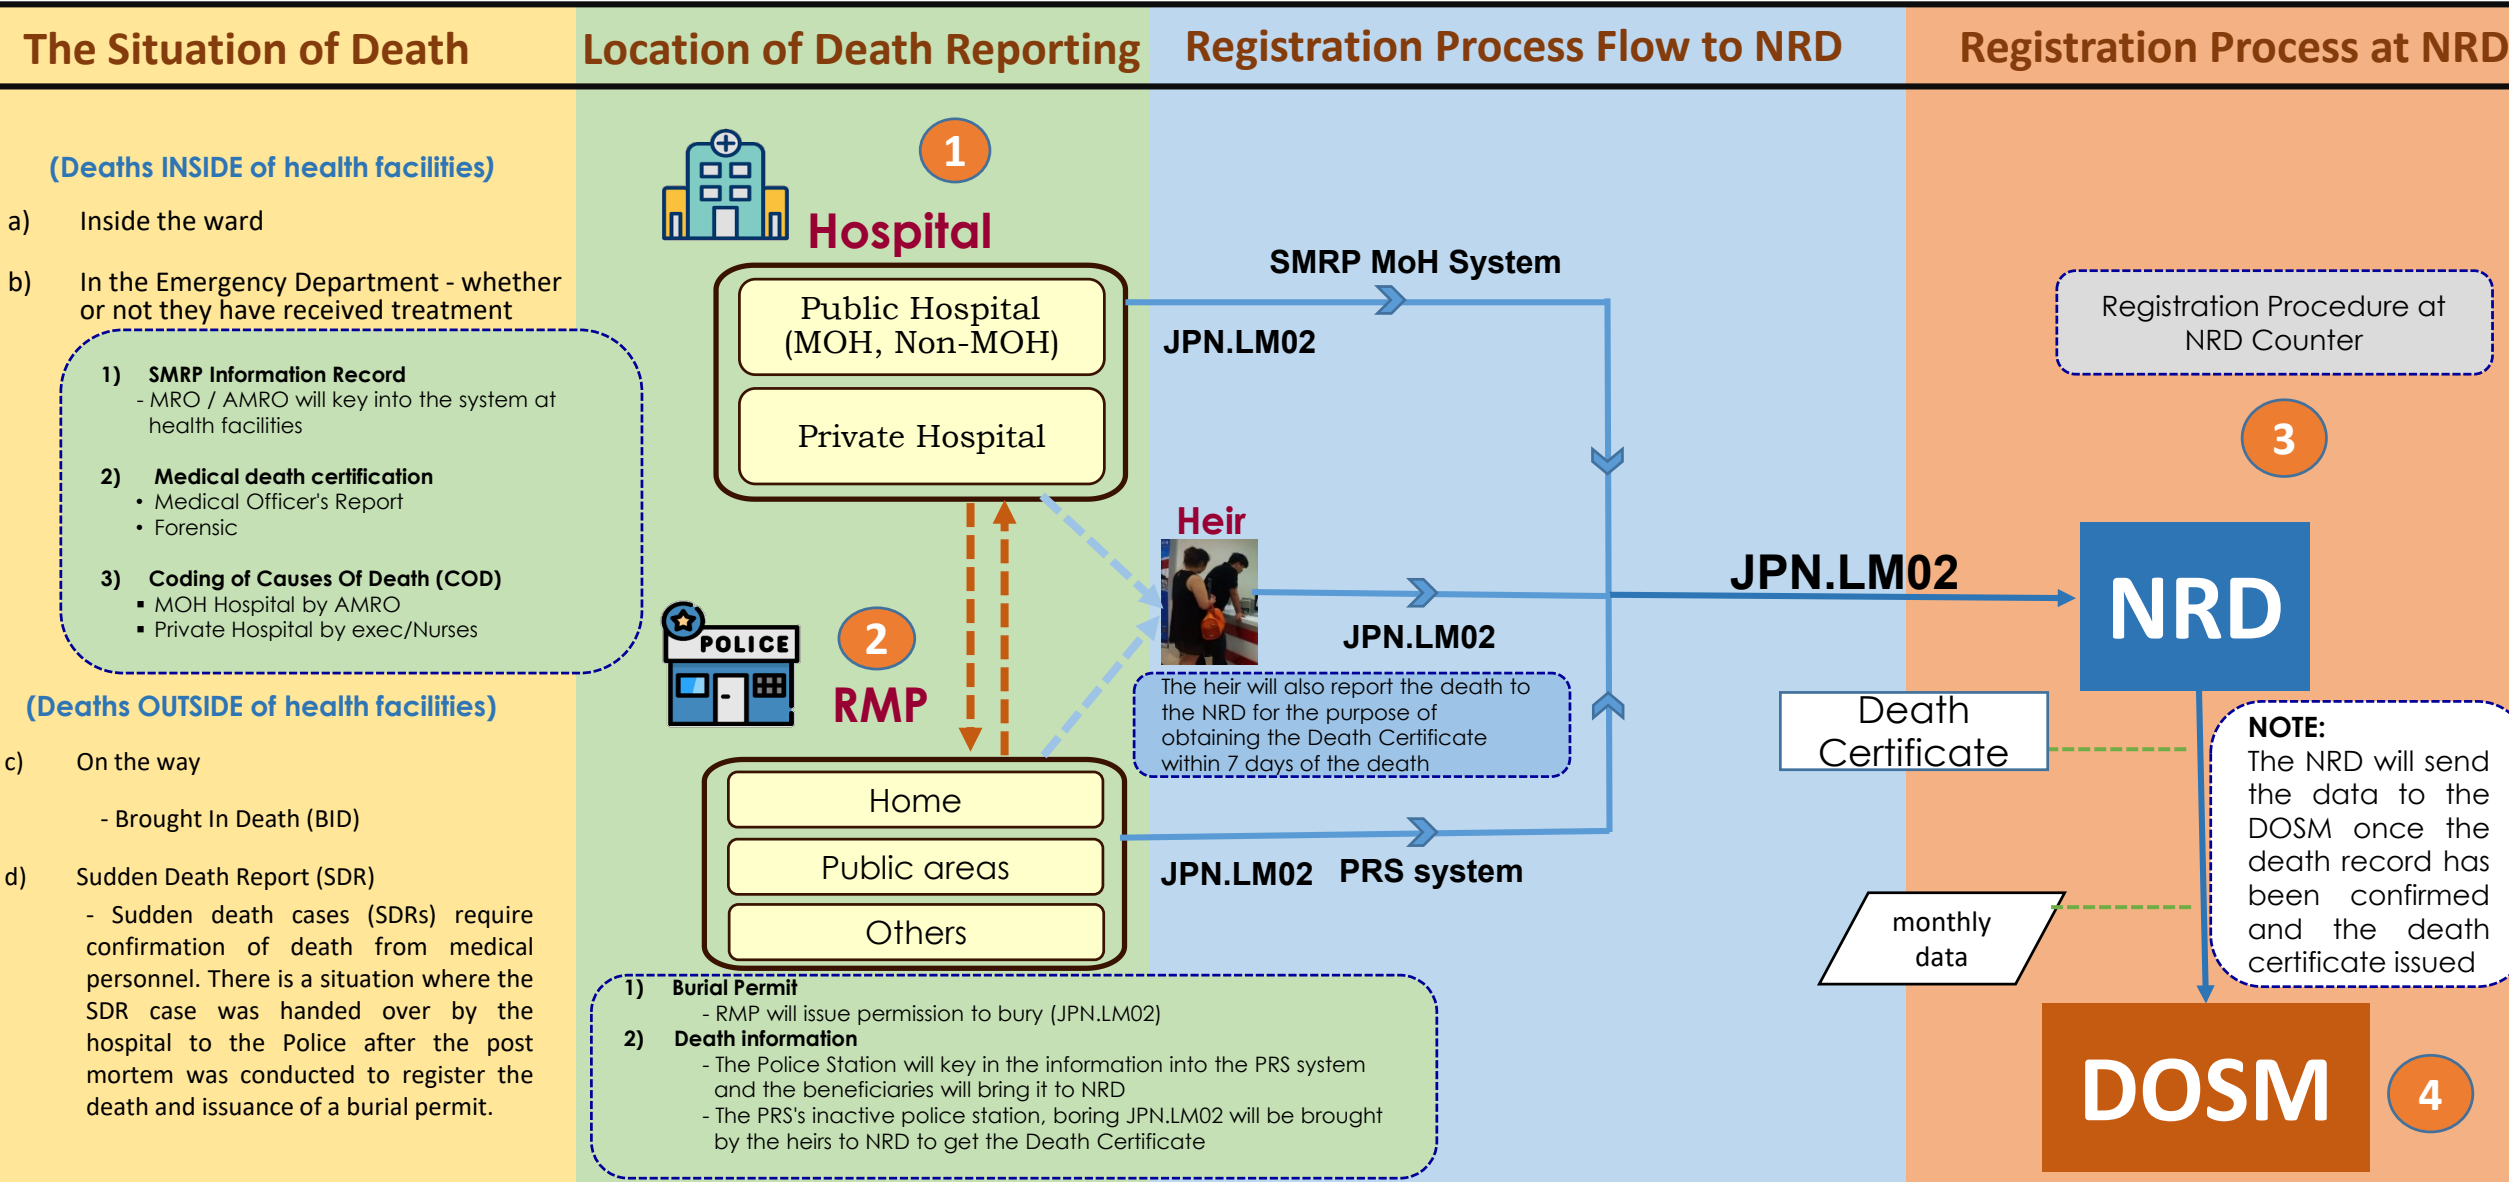 The Situation of Death
Location of Death Reporting
Registration Process Flow to NRD
Registration Process at NRD
(Deaths INSIDE of health facilities)
a) Inside the ward
b) In the Emergency Department - whether
or not they have received treatment
1) SMRP Information Record
- MRO / AMRO will key into the system at
health facilities
2) Medical death certification
• Medical Officer's Report
• Forensic
3) Coding of Causes Of Death (COD)
▪ MOH Hospital by AMRO
▪ Private Hospital by exec/Nurses
(Deaths OUTSIDE of health facilities)
c) On the way
- Brought In Death (BID)
d) Sudden Death Report (SDR)
- Sudden death cases (SDRs) require
confirmation of death from medical
personnel. There is a situation where the
SDR case was handed over by the
hospital to the Police after the post
mortem was conducted to register the
death and issuance of a burial permit.
1
Hospital
Public Hospital
(MOH, Non-MOH)
Private Hospital
POLICE
2
RMP
Home
Public areas
Others
1) Burial Permit
- RMP will issue permission to bury (JPN.LM02)
2) Death information
- The Police Station will key in the information into the PRS system
and the beneficiaries will bring it to NRD
- The PRS's inactive police station, boring JPN.LM02 will be brought
by the heirs to NRD to get the Death Certificate
SMRP MoH System
JPN.LM02
Heir
JPN.LM02
The heir will also report the death to
the NRD for the purpose of
obtaining the Death Certificate
within 7 days of the death
JPN.LM02 PRS system
JPN.LM02
Registration Procedure at
NRD Counter
3
NRD
Death
Certificate
NOTE:
The NRD will send
the data to the
DOSM once the
death record has
been confirmed
and the death
certificate issued
monthly
data
DOSM
4